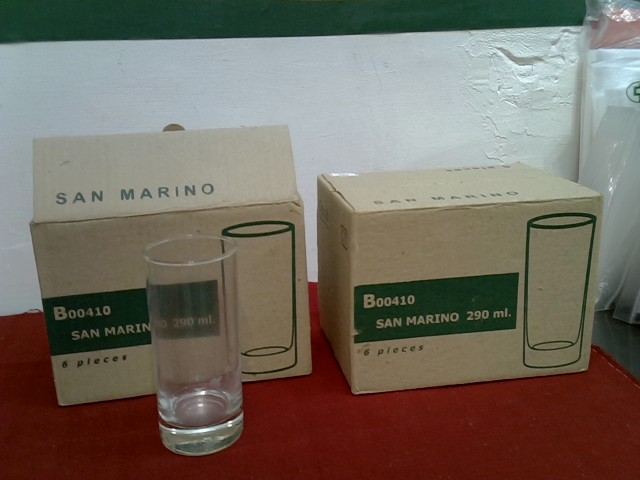 SAN MARINO
B00410
SAN MARINO 290 ml.
6 pieces
SAN MARINO
B00410
SAN MARINO 290 ml.
6 pieces